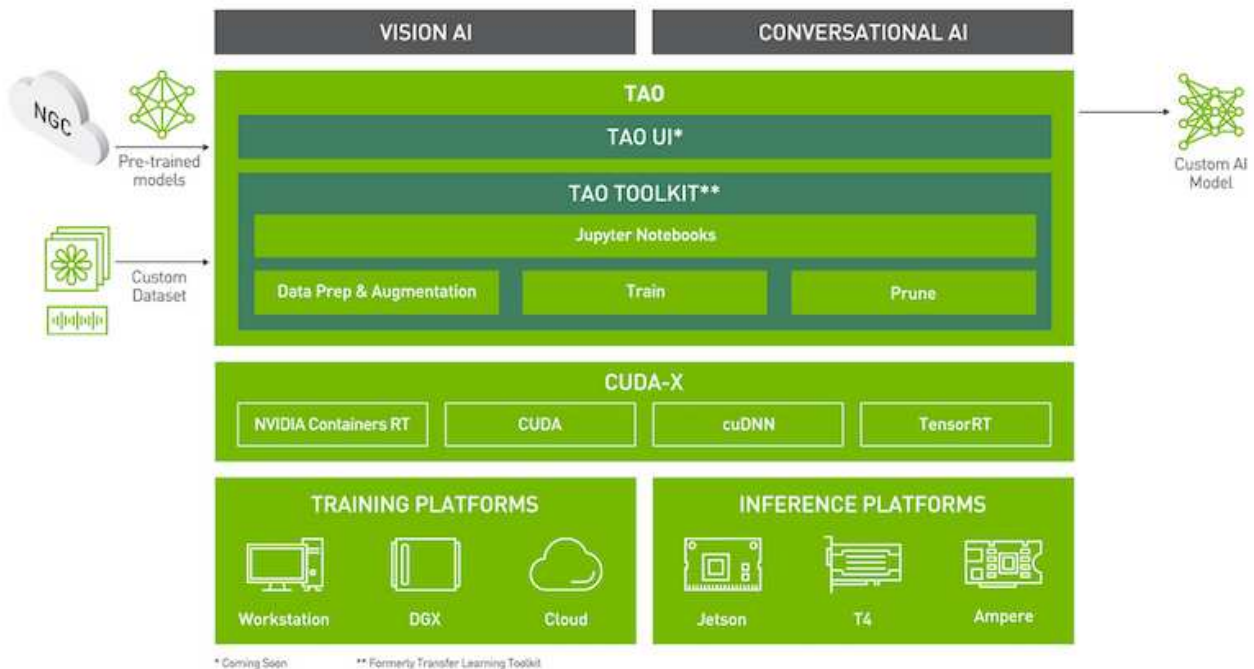 VISION AI
CONVERSATIONAL AI
NGC
Pre-trained
models
Custom
Dataset
TAO
TAO UI*
TAO TOOLKIT**
Jupyter Notebooks
Data Prep & Augmentation
Train
Prune
Custom AI
Model
CUDA-X
NVIDIA Containers RT
CUDA
cuDNN
TensorRT
TRAINING PLATFORMS
Workstation
DGX
Cloud
INFERENCE PLATFORMS
Jetson
T4
Ampere
* Coming Soon
** Formerly Transfer Learning Toolkit